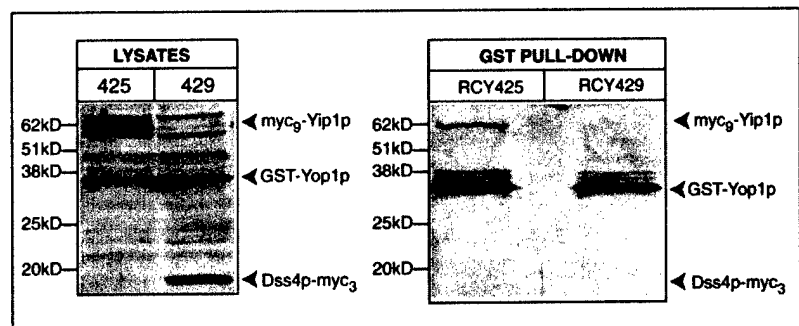 LYSATES
425 429
62kD
51kD
38kD
25kD
20kD
myc9-Yip1p
GST-Yop1p
Dss4p-myc3
GST PULL-DOWN
RCY425 RCY429
62kD
51kD
38kD
25kD
20kD
myc9-Yip1p
GST-Yop1p
Dss4p-myc3